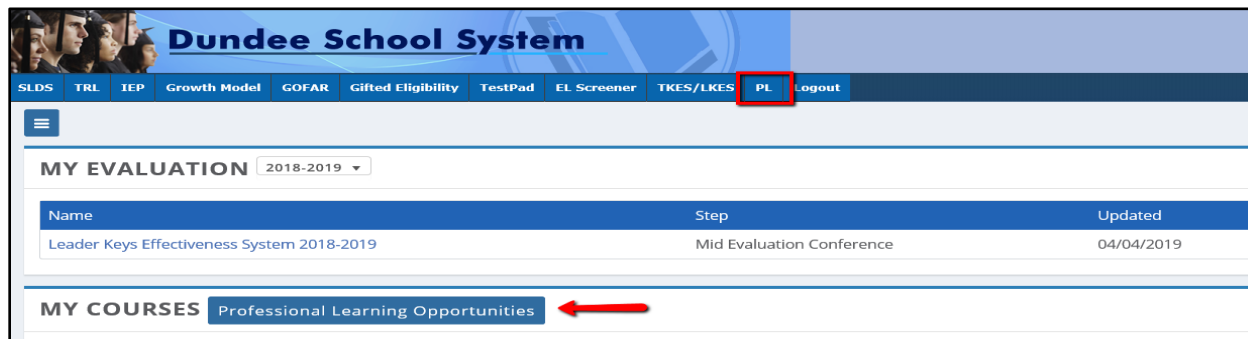 Dundee School System
SLDS TRL IEP Growth Model GOFAR Gifted Eligibility TestPad EL Screener TKES/LKES PL Logout
MY EVALUATION 2018-2019
Name Step Updated
Leader Keys Effectiveness System 2018-2019 Mid Evaluation Conference 04/04/2019
MY COURSES Professional Learning Opportunities